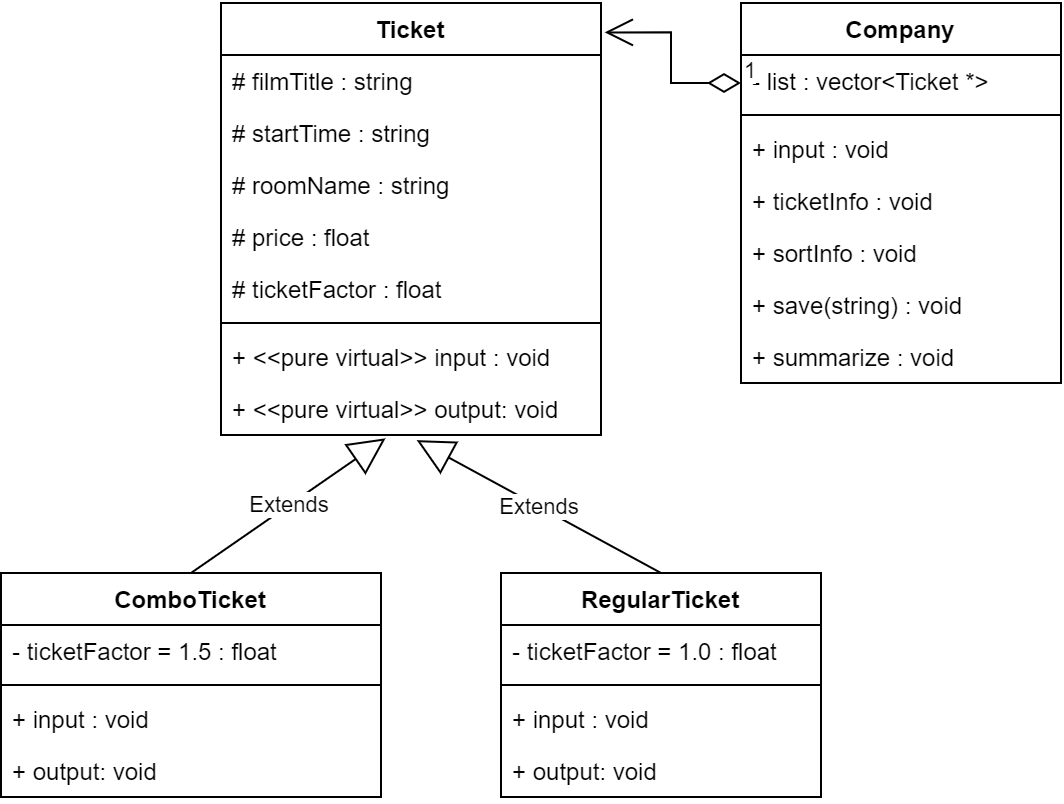 Ticket
# filmTitle : string
# startTime : string
# roomName : string
# price : float
# ticketFactor : float
+ <<pure virtual>> input : void
+ <<pure virtual>> output: void
Company
1
- list : vector<Ticket *>
+ input : void
+ ticketInfo : void
+ sortInfo : void
+ save(string) : void
+ summarize : void
Extends
Extends
ComboTicket
- ticketFactor = 1.5 : float
+ input : void
+ output: void
RegularTicket
- ticketFactor = 1.0 : float
+ input : void
+ output: void